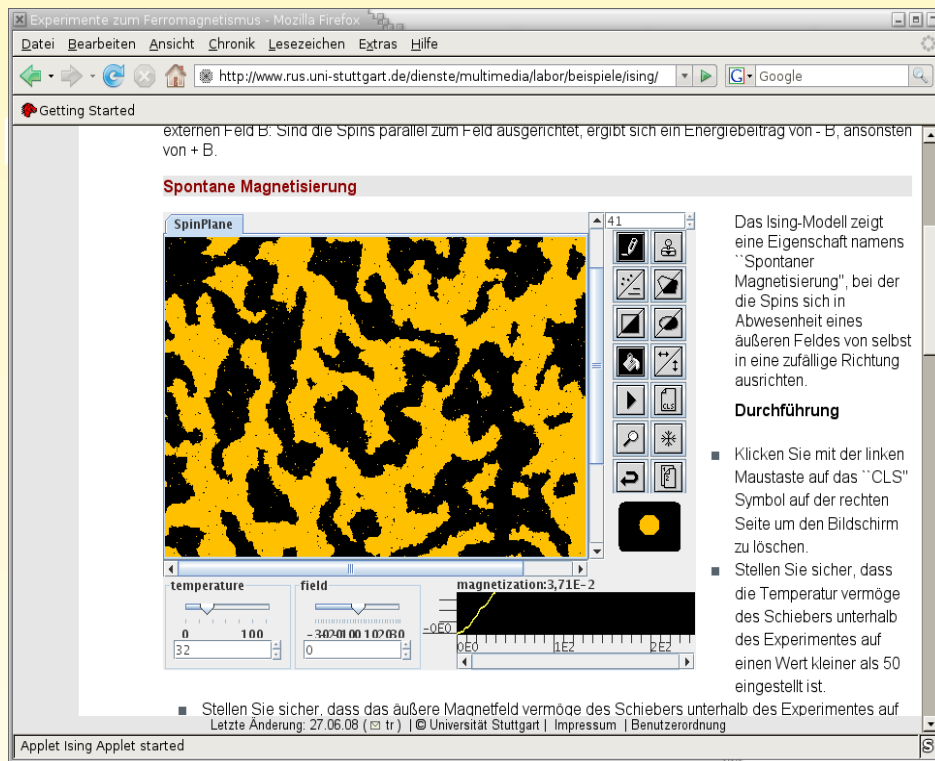 Experimente zum Ferromagnetismus - Mozilla Firefox
Datei Bearbeiten Ansicht Chronik Lesezeichen Extras Hilfe
http://www.rus.uni-stuttgart.de/dienste/multimedia/labor/beispiele/ising/
G Google
Getting Started
externen Feld B: Sind die Spins parallel zum Feld ausgerichtet, ergibt sich ein Energiebeitrag von - B, ansonsten
von + B.
Spontane Magnetisierung
SpinPlane
41
CLS
temperature
0 100
32
field
0
magnetization:3,71E-2
-0E0
0E0 1E2 2E2
Das Ising-Modell zeigt
eine Eigenschaft namens
``Spontaner
Magnetisierung", bei der
die Spins sich in
Abwesenheit eines
äußeren Feldes von selbst
in eine zufällige Richtung
ausrichten.
Durchführung
Klicken Sie mit der linken
Maustaste auf das ``CLS"
Symbol auf der rechten
Seite um den Bildschirm
zu löschen.
Stellen Sie sicher, dass
die Temperatur vermöge
des Schiebers unterhalb
des Experimentes auf
einen Wert kleiner als 50
eingestellt ist.
Stellen Sie sicher, dass das äußere Magnetfeld vermöge des Schiebers unterhalb des Experimentes auf
Letzte Änderung: 27.06.08 ( tr ) | © Universität Stuttgart | Impressum | Benutzerordnung
Applet Ising Applet started
S